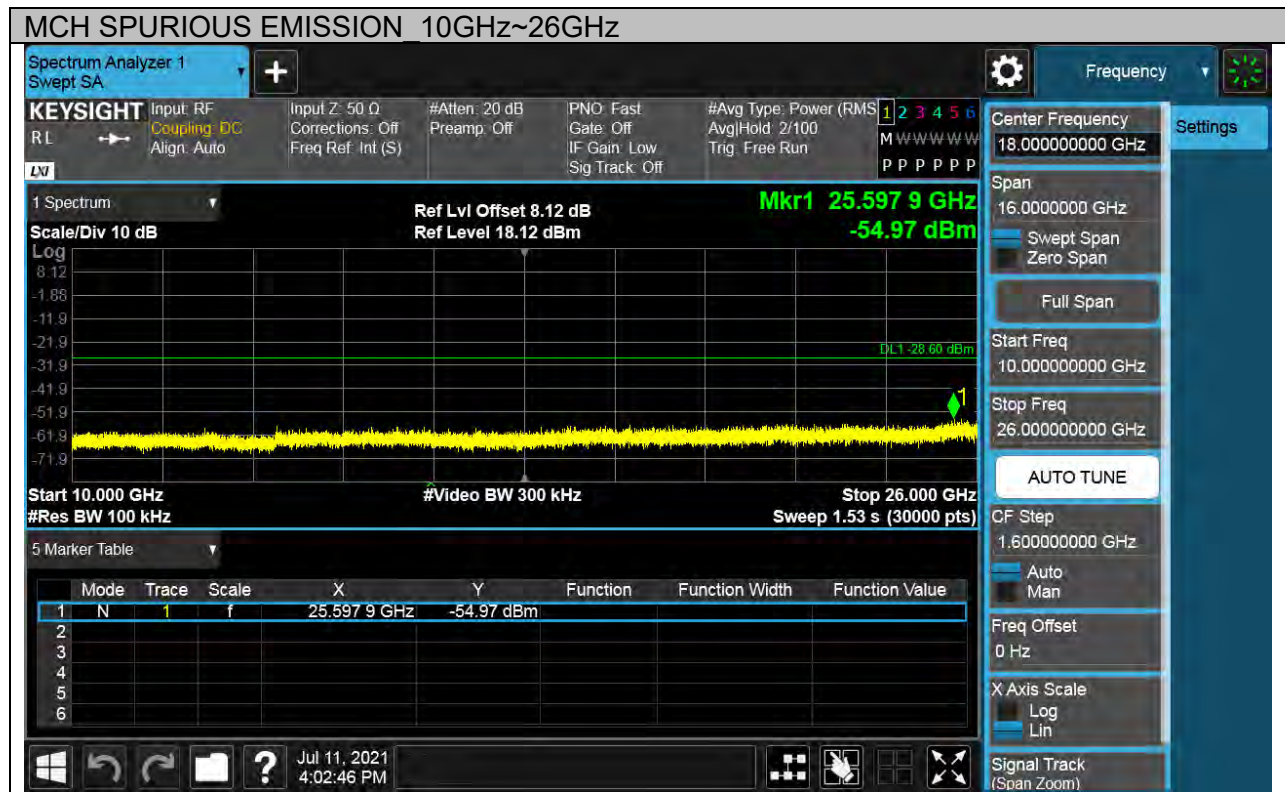 MCH SPURIOUS EMISSION_10GHz~26GHz
Spectrum Analyzer 1
Swept SA
Frequency
KEYSIGHT
RL
LXI
Input: RF
Coupling: DC
Align: Auto
Input Z: 50 Ω
Corrections: Off
Freq Ref: Int (S)
#Atten: 20 dB
Preamp: Off
PNO: Fast
Gate: Off
IF Gain: Low
Sig Track: Off
#Avg Type: Power (RMS
Avg|Hold: 2/100
Trig: Free Run
1 2 3 4 5 6
M W W W W W
P P P P P P
1 Spectrum
Scale/Div 10 dB
Ref Lvl Offset 8.12 dB
Ref Level 18.12 dBm
Mkr1 25.597 9 GHz
-54.97 dBm
Log
8.12
-1.88
-11.9
-21.9
-31.9
-41.9
-51.9
-61.9
-71.9
DL1 -28.60 dBm
1
Start 10.000 GHz
#Res BW 100 kHz
#Video BW 300 kHz
Stop 26.000 GHz
Sweep 1.53 s (30000 pts)
5 Marker Table
Mode Trace Scale X Y Function Function Width Function Value
1 N 1 f 25.597 9 GHz -54.97 dBm
2
3
4
5
6
Jul 11, 2021
4:02:46 PM
Center Frequency
18.000000000 GHz
Settings
Span
16.0000000 GHz
Swept Span
Zero Span
Full Span
Start Freq
10.000000000 GHz
Stop Freq
26.000000000 GHz
AUTO TUNE
CF Step
1.600000000 GHz
Auto
Man
Freq Offset
0 Hz
X Axis Scale
Log
Lin
Signal Track
(Span Zoom)